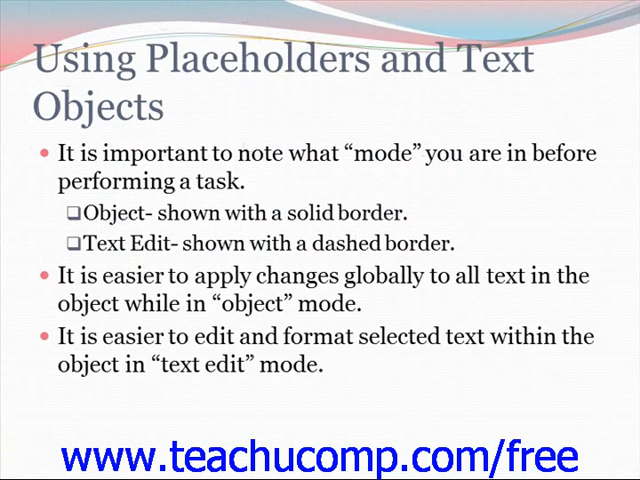 Using Placeholders and Text
Objects
• It is important to note what “mode” you are in before
performing a task.
❑Object- shown with a solid border.
❑Text Edit- shown with a dashed border.
• It is easier to apply changes globally to all text in the
object while in “object” mode.
• It is easier to edit and format selected text within the
object in “text edit” mode.
www.teachucomp.com/free